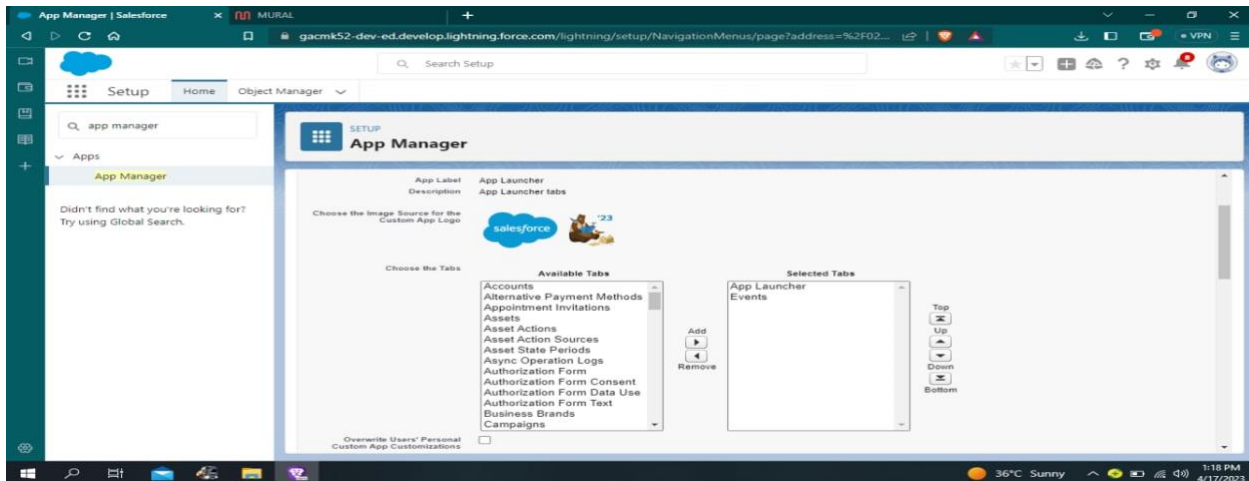 App Manager | Salesforce
MURAL
gacmk52-dev-ed.develop.lightning.force.com/lightning/setup/NavigationMenus/page?address=%2F02...
VPN
Search Setup
Setup
Home
Object Manager
app manager
Apps
App Manager
Didn't find what you're looking for?
Try using Global Search.
SETUP
App Manager
App Label App Launcher
Description App Launcher tabs
Choose the Image Source for the
Custom App Logo
salesforce
'23
Choose the Tabs
Available Tabs
Accounts
Alternative Payment Methods
Appointment Invitations
Assets
Asset Actions
Asset Action Sources
Asset State Periods
Async Operation Logs
Authorization Form
Authorization Form Consent
Authorization Form Data Use
Authorization Form Text
Business Brands
Campaigns
Add
Remove
Selected Tabs
App Launcher
Events
Top
Up
Down
Bottom
Overwrite Users' Personal
Custom App Customizations
36°C Sunny
1:18 PM
4/17/2023